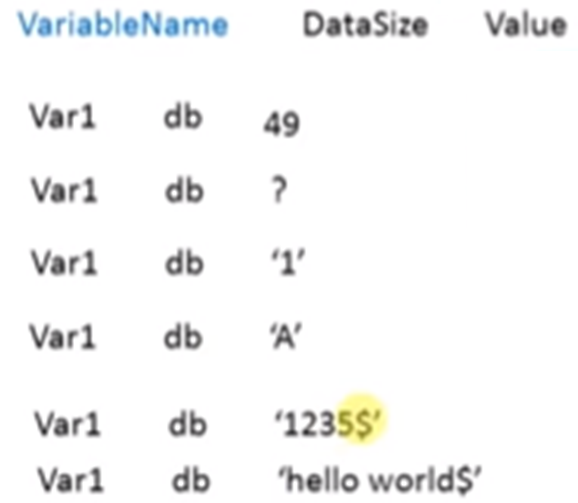 VariableName DataSize Value
Var1 db 49
Var1 db ?
Var1 db ‘1’
Var1 db ‘A’
Var1 db ‘1235$’
Var1 db ‘hello world$’